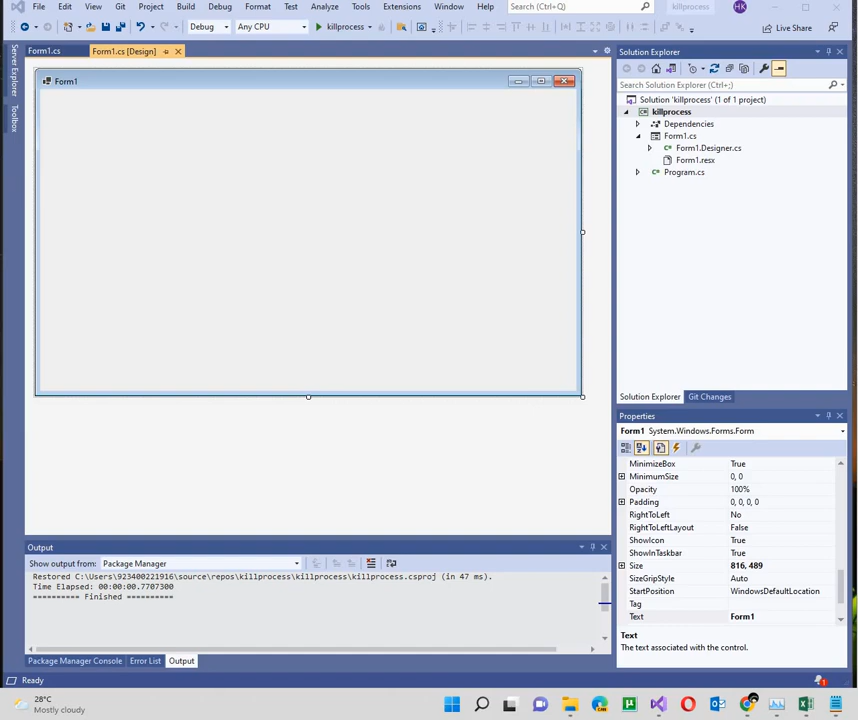 File Edit View Git Project Build Debug Format Test Analyze Tools Extensions Window Help Search (Ctrl+Q) killprocess HK
Debug Any CPU killprocess Live Share
Form1.cs Form1.cs [Design]
Server Explorer
Toolbox
Form1
Solution Explorer
Search Solution Explorer (Ctrl+;)
Solution 'killprocess' (1 of 1 project)
killprocess
Dependencies
Form1.cs
Form1.Designer.cs
Form1.resx
Program.cs
Solution Explorer Git Changes
Properties
Form1 System.Windows.Forms.Form
MinimizeBox True
MinimumSize 0, 0
Opacity 100%
Padding 0, 0, 0, 0
RightToLeft No
RightToLeftLayout False
ShowIcon True
ShowInTaskbar True
Size 816, 489
SizeGripStyle Auto
StartPosition WindowsDefaultLocation
Tag
Text Form1
Text
The text associated with the control.
Output
Show output from: Package Manager
Restored C:\Users\923400221916\source\repos\killprocess\killprocess\killprocess.csproj (in 47 ms).
Time Elapsed: 00:00:00.7707300
========== Finished ==========
Package Manager Console Error List Output
Ready
28°C
Mostly cloudy